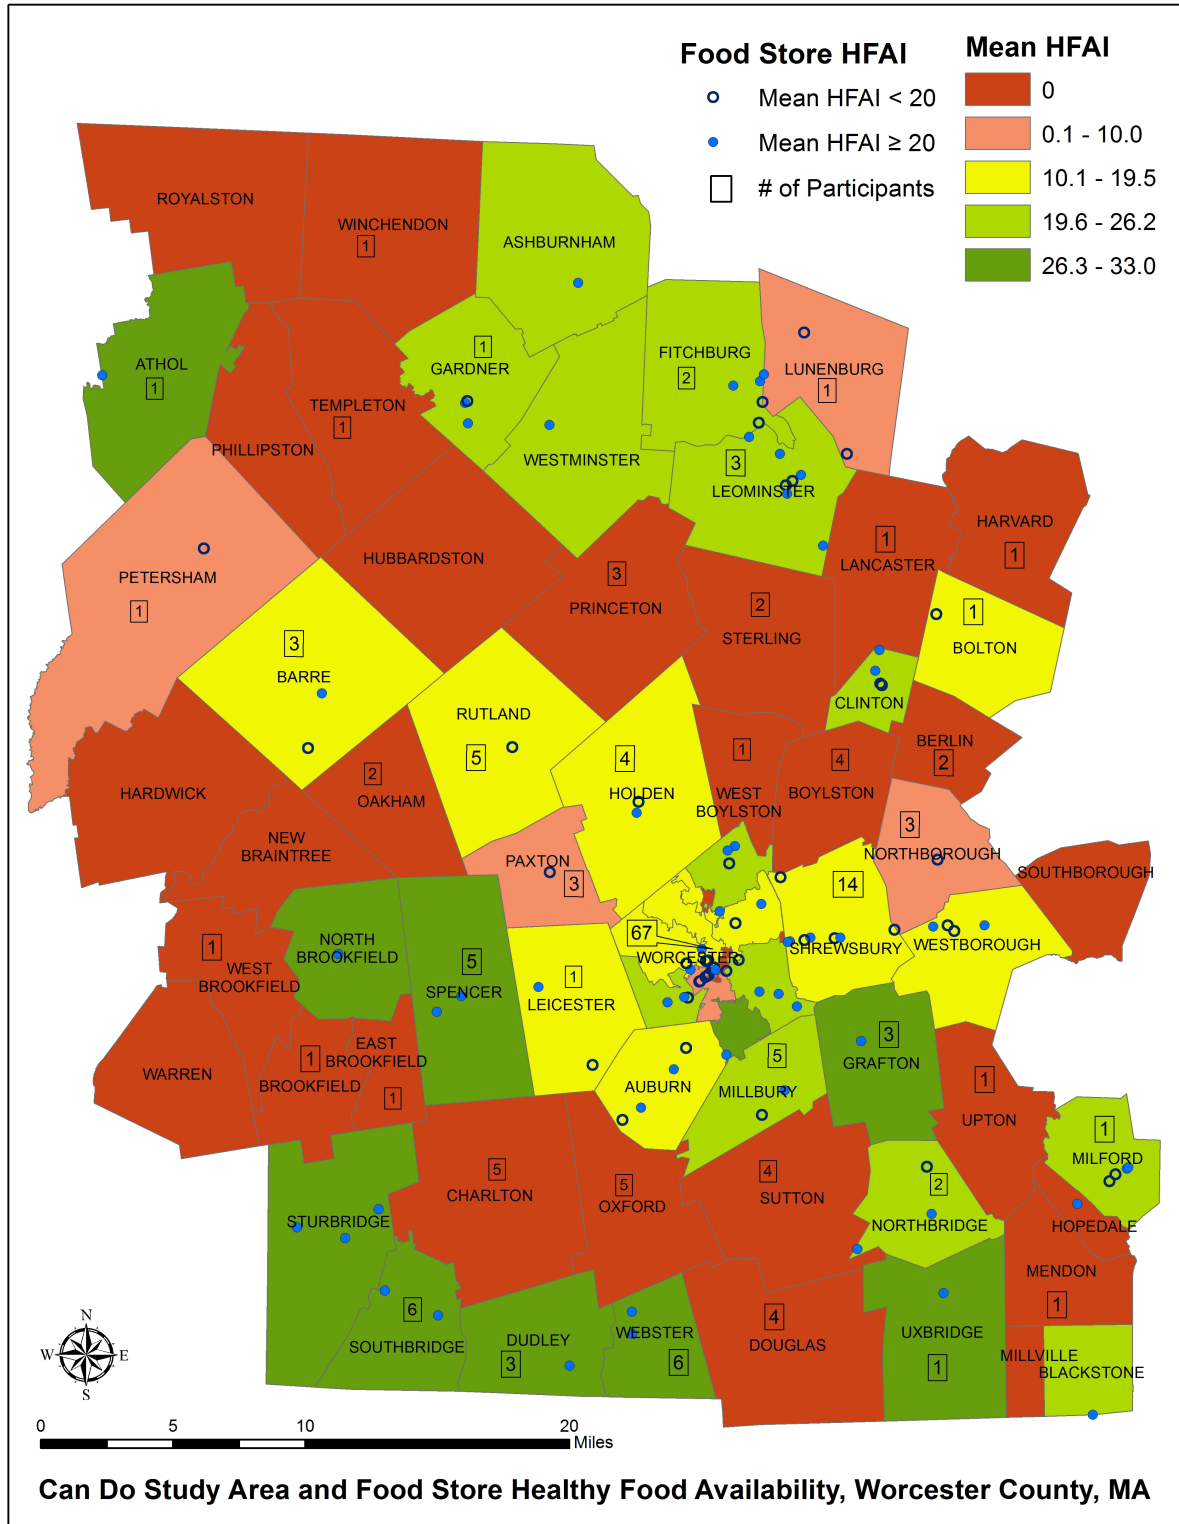 Food Store HFAI
Mean HFAI < 20
Mean HFAI ≥ 20
# of Participants
Mean HFAI
0
0.1 - 10.0
10.1 - 19.5
19.6 - 26.2
26.3 - 33.0
ROYALSTON
WINCHENDON
1
ASHBURNHAM
ATHOL
1
1
GARDNER
FITCHBURG
2
LUNENBURG
1
TEMPLETON
1
PHILLIPSTON
WESTMINSTER
3
LEOMINSTER
HARVARD
1
1
LANCASTER
HUBBARDSTON
PETERSHAM
1
3
PRINCETON
2
STERLING
1
BOLTON
3
BARRE
CLINTON
RUTLAND
5
4
HOLDEN
1
WEST
BOYLSTON
4
BOYLSTON
BERLIN
2
HARDWICK
2
OAKHAM
NEW
BRAINTREE
PAXTON
3
3
NORTHBOROUGH
SOUTHBOROUGH
14
SHREWSBURY
WESTBOROUGH
67
WORCESTER
1
WEST
BROOKFIELD
NORTH
BROOKFIELD
5
SPENCER
1
LEICESTER
WARREN
1
BROOKFIELD
EAST
BROOKFIELD
1
AUBURN
5
MILLBURY
3
GRAFTON
1
UPTON
1
MILFORD
5
CHARLTON
5
OXFORD
4
SUTTON
2
NORTHBRIDGE
HOPEDALE
STURBRIDGE
MENDON
1
6
SOUTHBRIDGE
DUDLEY
3
WEBSTER
6
4
DOUGLAS
UXBRIDGE
1
MILLVILLE
BLACKSTONE
N
W
E
S
0
5
10
20
Miles
Can Do Study Area and Food Store Healthy Food Availability, Worcester County, MA